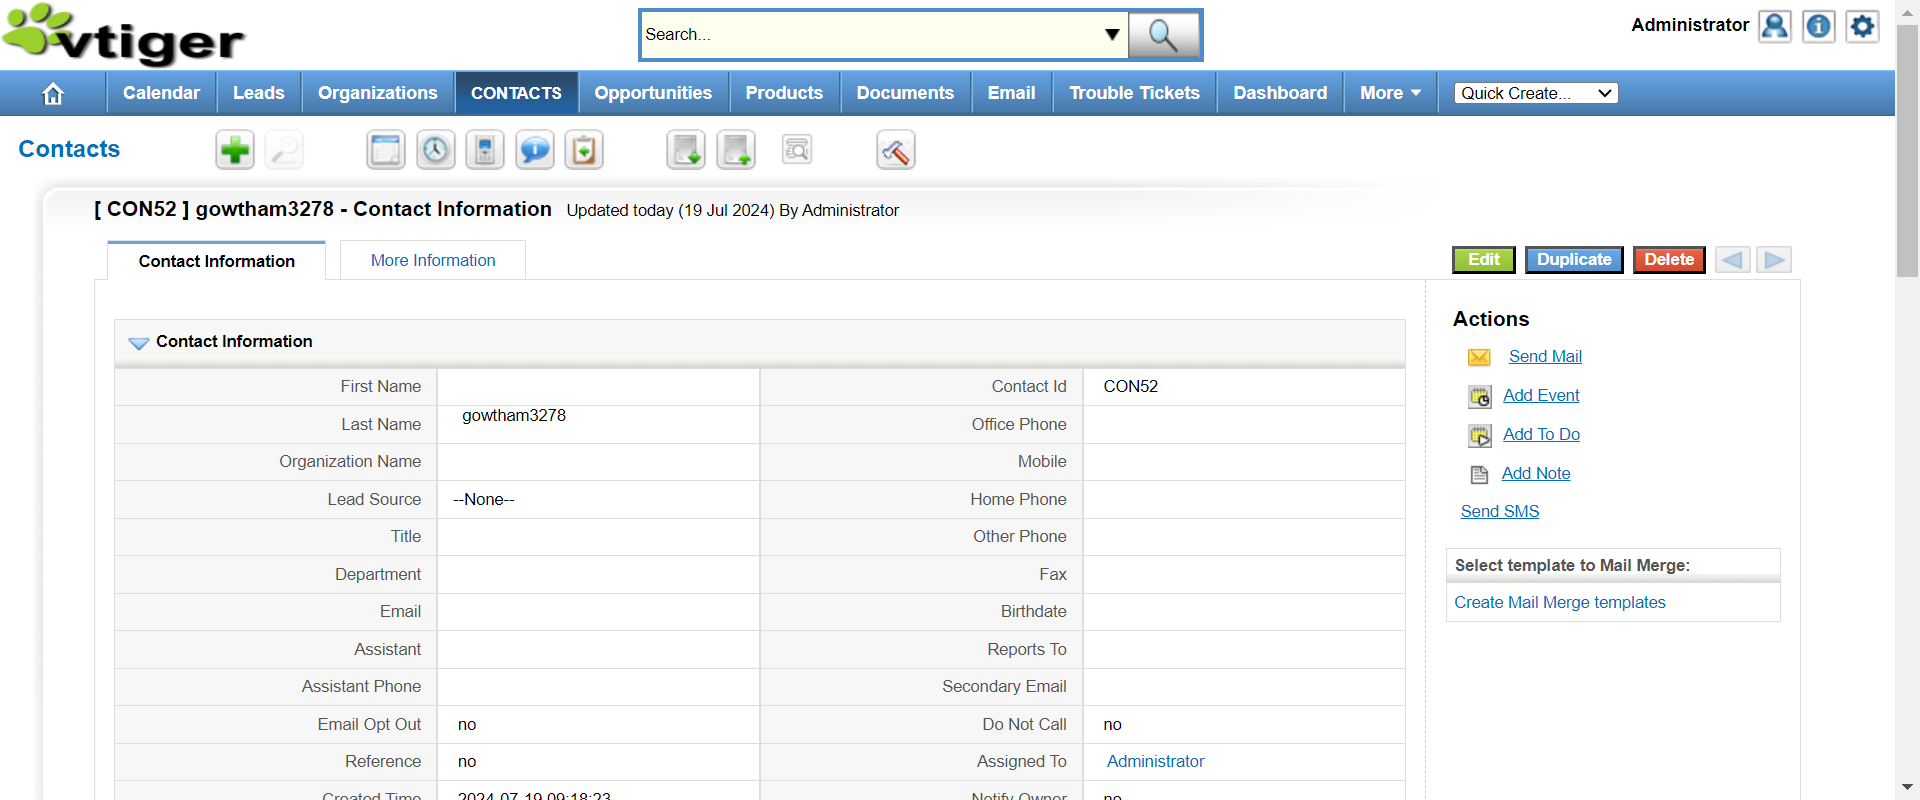 vtiger
Search...
Administrator
Calendar Leads Organizations CONTACTS Opportunities Products Documents Email Trouble Tickets Dashboard More Quick Create...
Contacts
[ CON52 ] gowtham3278 - Contact Information Updated today (19 Jul 2024) By Administrator
Contact Information More Information
Edit Duplicate Delete
Contact Information
First Name Contact Id CON52
Last Name gowtham3278 Office Phone
Organization Name Mobile
Lead Source --None-- Home Phone
Title Other Phone
Department Fax
Email Birthdate
Assistant Reports To
Assistant Phone Secondary Email
Email Opt Out no Do Not Call no
Reference no Assigned To Administrator
Created Time 2024-07-19 09:18:23 Notify Owner no
Actions
Send Mail
Add Event
Add To Do
Add Note
Send SMS
Select template to Mail Merge:
Create Mail Merge templates